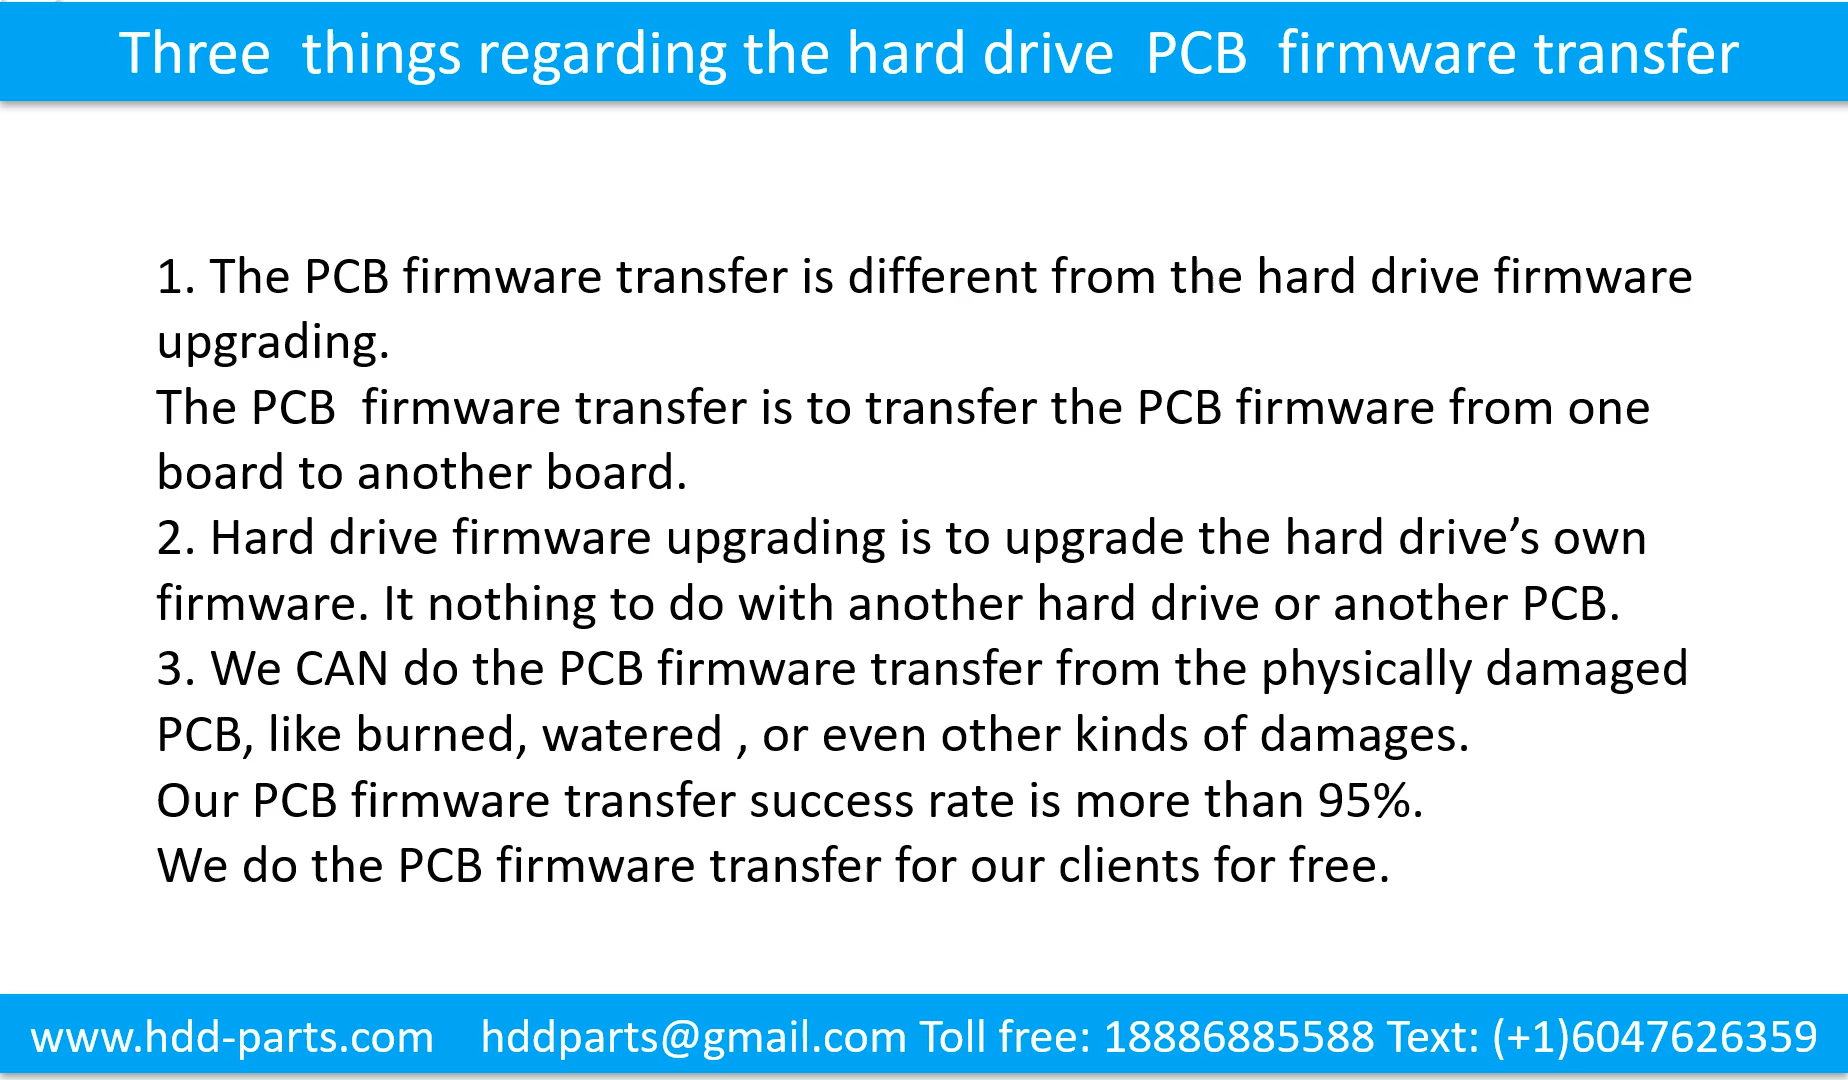 Three  things regarding the hard drive  PCB  firmware transfer
1. The PCB firmware transfer is different from the hard drive firmware
upgrading.
The PCB  firmware transfer is to transfer the PCB firmware from one
board to another board.
2. Hard drive firmware upgrading is to upgrade the hard drive’s own
firmware. It nothing to do with another hard drive or another PCB.
3. We CAN do the PCB firmware transfer from the physically damaged
PCB, like burned, watered , or even other kinds of damages.
Our PCB firmware transfer success rate is more than 95%.
We do the PCB firmware transfer for our clients for free.
www.hdd-parts.com    hddparts@gmail.com Toll free: 18886885588 Text: (+1)6047626359